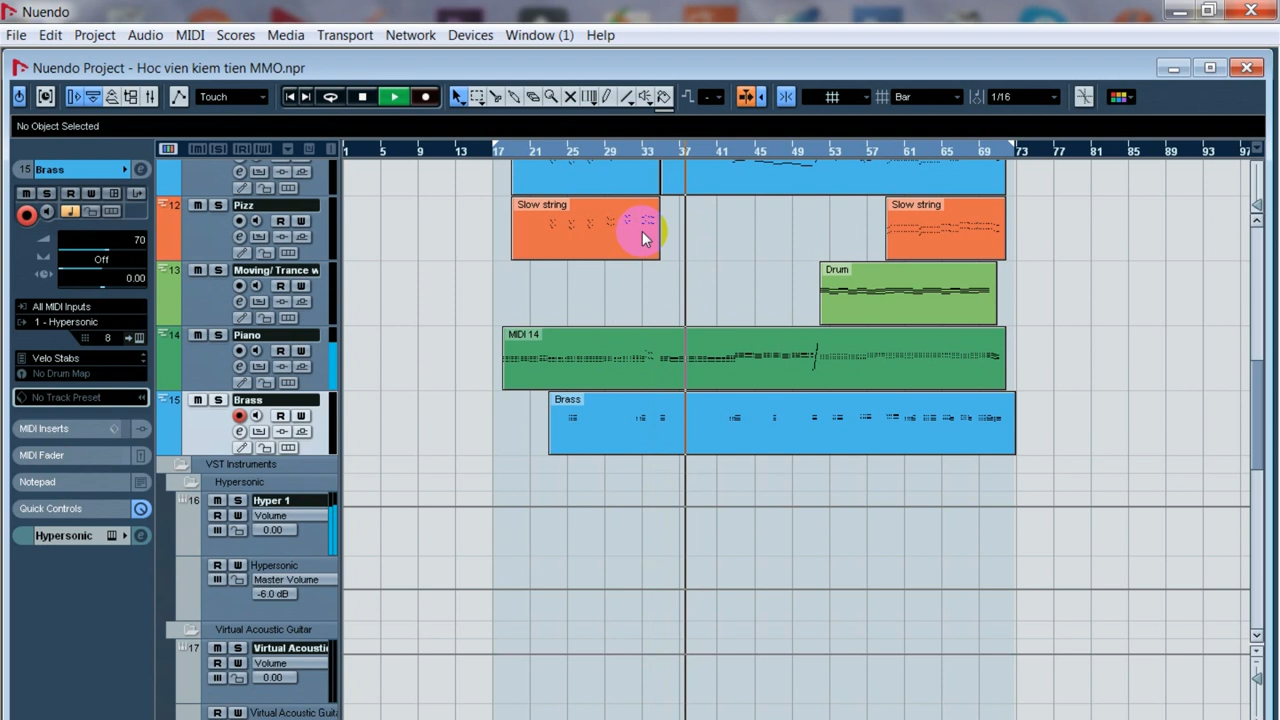 Nuendo
File Edit Project Audio MIDI Scores Media Transport Network Devices Window (1) Help
Nuendo Project - Hoc vien kiem tien MMO.npr
Touch - Bar 1/16
No Object Selected
1 5 9 13 17 21 25 29 33 37 41 45 49 53 57 61 65 69 73 77 81 85 89 93 97
15 Brass e
M S R W
70
Off
0.00
All MIDI Inputs
1 - Hypersonic
8
Velo Stabs
No Drum Map
No Track Preset
MIDI Inserts
MIDI Fader
Notepad
Quick Controls
Hypersonic e
12 M S Pizz
R W
e
Slow string
Slow string
13 M S Moving/ Trance w
R W
e
Drum
14 M S Piano
R W
e
MIDI 14
15 M S Brass
R W
e
Brass
VST Instruments
Hypersonic
16 M S Hyper 1
R W Volume
0.00
R W Hypersonic
Master Volume
-6.0 dB
Virtual Acoustic Guitar
17 M S Virtual Acousti
R W Volume
0.00
R W Virtual Acoustic Guit